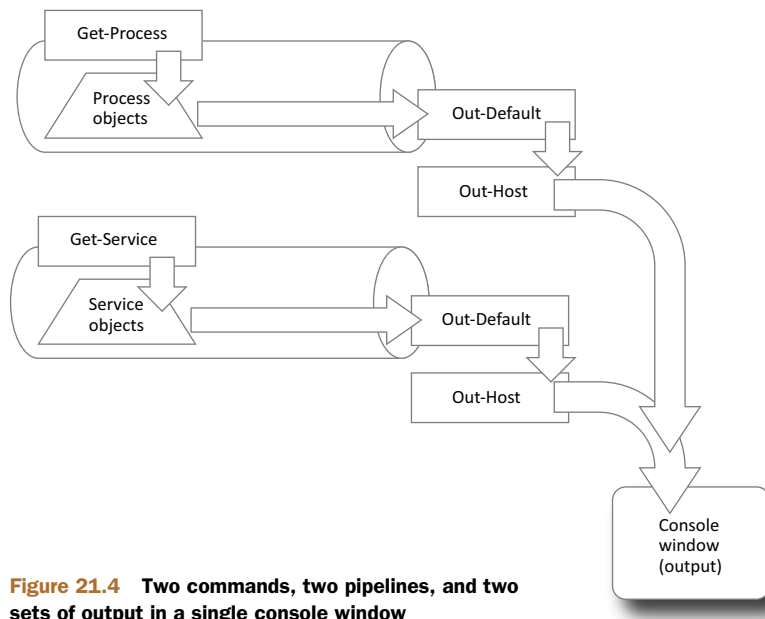 Get-Process
Process
objects
Out-Default
Out-Host
Get-Service
Service
objects
Out-Default
Out-Host
Console
window
(output)
Figure 21.4 Two commands, two pipelines, and two
sets of output in a single console window